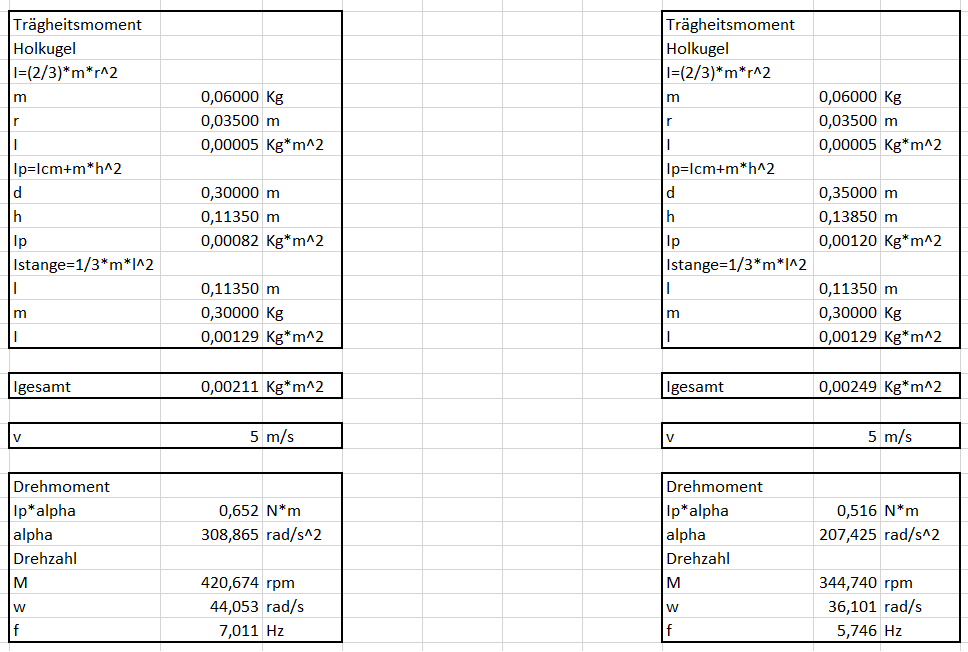 Trägheitsmoment
Holkugel
I=(2/3)*m*r^2
m 0,06000 Kg
r 0,03500 m
I 0,00005 Kg*m^2
Ip=Icm+m*h^2
d 0,30000 m
h 0,11350 m
Ip 0,00082 Kg*m^2
Istange=1/3*m*l^2
l 0,11350 m
m 0,30000 Kg
I 0,00129 Kg*m^2
Igesamt 0,00211 Kg*m^2
v 5 m/s
Drehmoment
Ip*alpha 0,652 N*m
alpha 308,865 rad/s^2
Drehzahl
M 420,674 rpm
w 44,053 rad/s
f 7,011 Hz
Trägheitsmoment
Holkugel
I=(2/3)*m*r^2
m 0,06000 Kg
r 0,03500 m
I 0,00005 Kg*m^2
Ip=Icm+m*h^2
d 0,35000 m
h 0,13850 m
Ip 0,00120 Kg*m^2
Istange=1/3*m*l^2
l 0,11350 m
m 0,30000 Kg
I 0,00129 Kg*m^2
Igesamt 0,00249 Kg*m^2
v 5 m/s
Drehmoment
Ip*alpha 0,516 N*m
alpha 207,425 rad/s^2
Drehzahl
M 344,740 rpm
w 36,101 rad/s
f 5,746 Hz